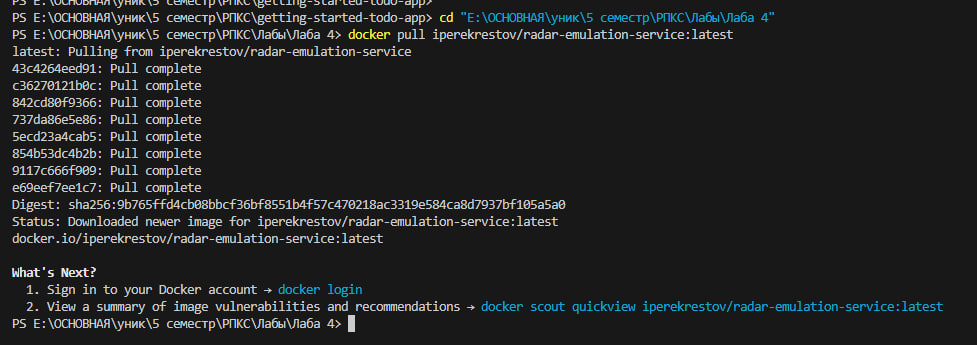 PS E:\ОСНОВНАЯ\уник\5 семестр\РПКС\getting-started-todo-app>
PS E:\ОСНОВНАЯ\уник\5 семестр\РПКС\getting-started-todo-app> cd "E:\ОСНОВНАЯ\уник\5 семестр\РПКС\Лабы\Лаба 4"
PS E:\ОСНОВНАЯ\уник\5 семестр\РПКС\Лабы\Лаба 4> docker pull iperekrestov/radar-emulation-service:latest
latest: Pulling from iperekrestov/radar-emulation-service
43c4264eed91: Pull complete
c36270121b0c: Pull complete
842cd80f9366: Pull complete
737da86e5e86: Pull complete
5ecd23a4cab5: Pull complete
854b53dc4b2b: Pull complete
9117c666f909: Pull complete
e69eef7ee1c7: Pull complete
Digest: sha256:9b765ffd4cb08bbcf36bf8551b4f57c470218ac3319e584ca8d7937bf105a5a0
Status: Downloaded newer image for iperekrestov/radar-emulation-service:latest
docker.io/iperekrestov/radar-emulation-service:latest
What's Next?
1. Sign in to your Docker account → docker login
2. View a summary of image vulnerabilities and recommendations → docker scout quickview iperekrestov/radar-emulation-service:latest
PS E:\ОСНОВНАЯ\уник\5 семестр\РПКС\Лабы\Лаба 4>